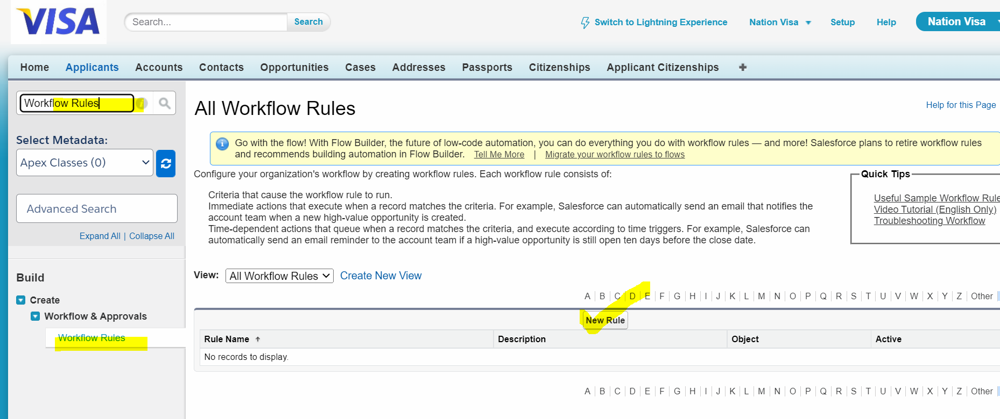 VISA
Search...
Search
Switch to Lightning Experience
Nation Visa
Setup
Help
Nation Visa
Home
Applicants
Accounts
Contacts
Opportunities
Cases
Addresses
Passports
Citizenships
Applicant Citizenships
Workflow Rules
Select Metadata:
Apex Classes (0)
Advanced Search
Expand All | Collapse All
Build
Create
Workflow & Approvals
Workflow Rules
All Workflow Rules
Help for this Page
Go with the flow! With Flow Builder, the future of low-code automation, you can do everything you do with workflow rules — and more! Salesforce plans to retire workflow rules
and recommends building automation in Flow Builder. Tell Me More | Migrate your workflow rules to flows
Configure your organization's workflow by creating workflow rules. Each workflow rule consists of:
Criteria that cause the workflow rule to run.
Immediate actions that execute when a record matches the criteria. For example, Salesforce can automatically send an email that notifies the
account team when a new high-value opportunity is created.
Time-dependent actions that queue when a record matches the criteria, and execute according to time triggers. For example, Salesforce can
automatically send an email reminder to the account team if a high-value opportunity is still open ten days before the close date.
Quick Tips
Useful Sample Workflow Rule
Video Tutorial (English Only)
Troubleshooting Workflow
View: All Workflow Rules Create New View
A | B | C | D | E | F | G | H | I | J | K | L | M | N | O | P | Q | R | S | T | U | V | W | X | Y | Z | Other
New Rule
Rule Name Description Object Active
No records to display.
A | B | C | D | E | F | G | H | I | J | K | L | M | N | O | P | Q | R | S | T | U | V | W | X | Y | Z | Other